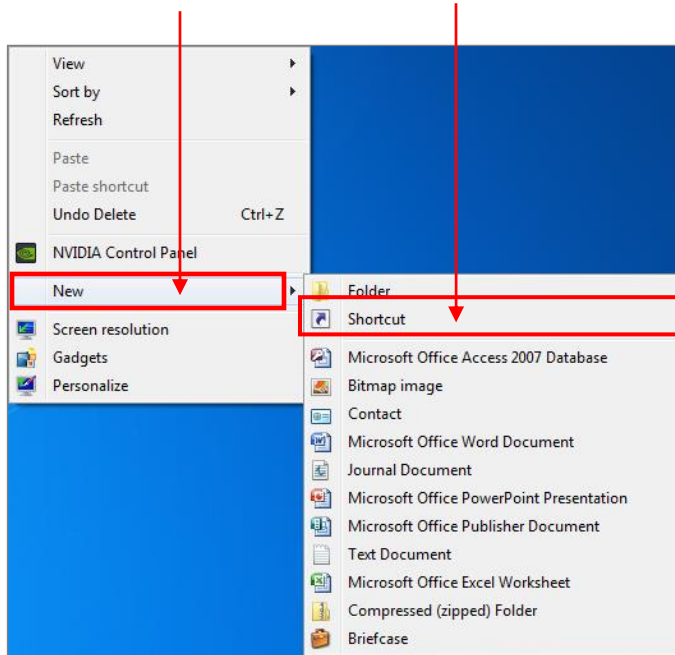 View
Sort by
Refresh
Paste
Paste shortcut
Undo Delete Ctrl+Z
NVIDIA Control Panel
New
Screen resolution
Gadgets
Personalize
Folder
Shortcut
Microsoft Office Access 2007 Database
Bitmap image
Contact
Microsoft Office Word Document
Journal Document
Microsoft Office PowerPoint Presentation
Microsoft Office Publisher Document
Text Document
Microsoft Office Excel Worksheet
Compressed (zipped) Folder
Briefcase